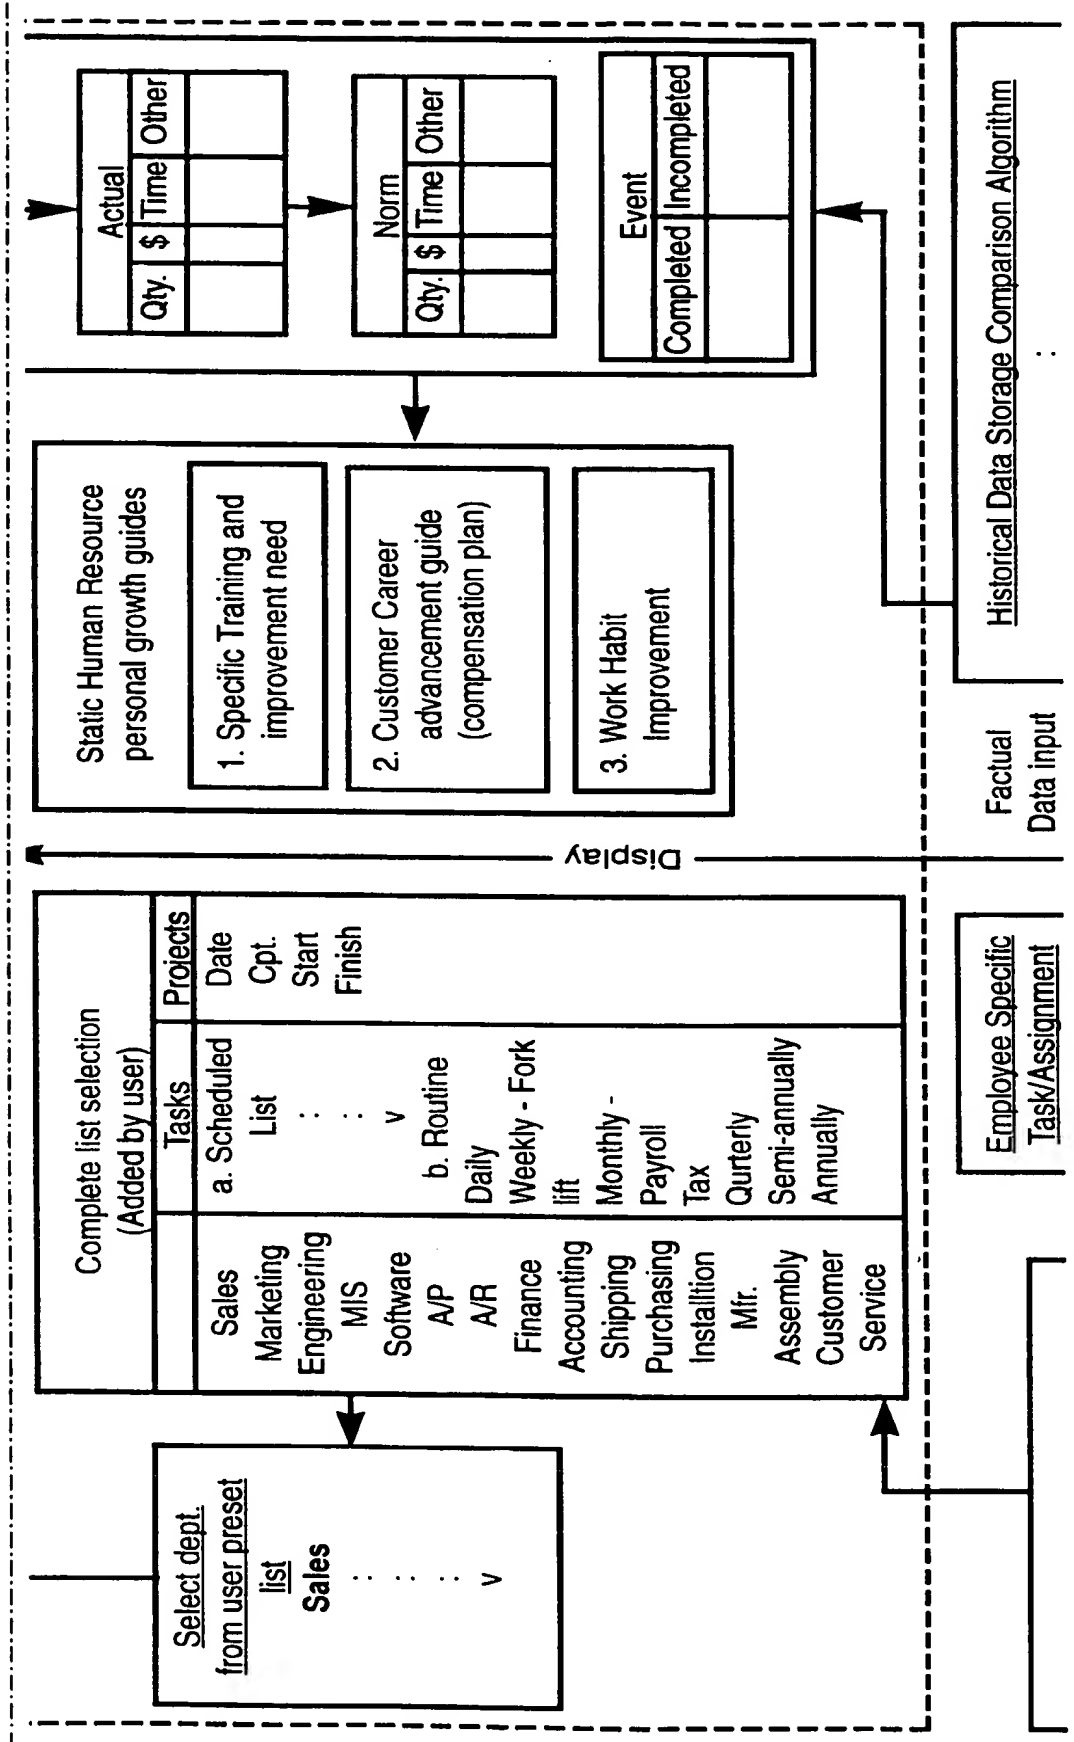 Select dept.
from user preset
list
Sales
:
:
:
v
Complete list selection
(Added by user)
Tasks
Projects
Sales
Marketing
Engineering
MIS
Software
A/P
A/R
Finance
Accounting
Shipping
Purchasing
Installtion
Mfr.
Assembly
Customer
Service
a. Scheduled
List
:
:
v
b. Routine
Daily
Weekly - Fork
lift
Monthly -
Payroll
Tax
Qurterly
Semi-annually
Annually
Date
Cpt.
Start
Finish
Display
Static Human Resource
personal growth guides
1. Specific Training and
improvement need
2. Customer Career
advancement guide
(compensation plan)
3. Work Habit
Improvement
Actual
Qty. $ Time Other
Norm
Qty. $ Time Other
Event
Completed Incompleted
Employee Specific
Task/Assignment
Factual
Data input
Historical Data Storage Comparison Algorithm
: